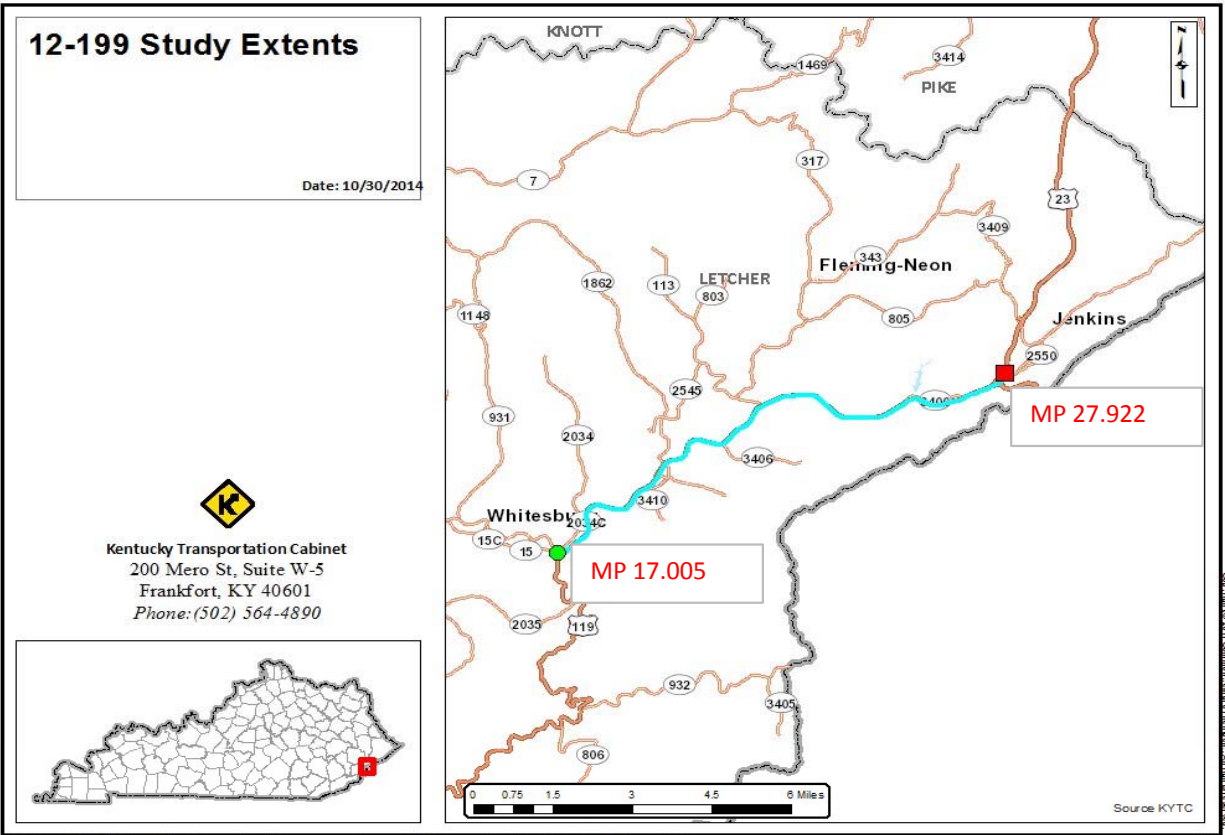 12-199 Study Extents
Date: 10/30/2014
Kentucky Transportation Cabinet
200 Mero St, Suite W-5
Frankfort, KY 40601
Phone: (502) 564-4890
KNOTT
1469
3414
PIKE
N
317
7
23
3409
343
Fleming-Neon
LETCHER
1862
113
803
1148
805
Jenkins
2550
2545
MP 27.922
931
2034
3406
3410
Whitesbu
2034C
15C
15
MP 17.005
2035
119
932
3405
806
0 0.75 1.5 3 4.5 6 Miles
Source KYTC